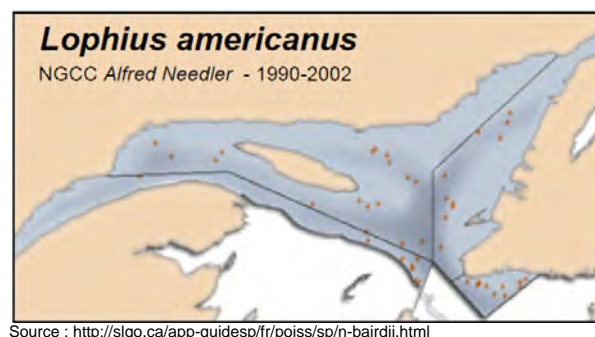 Lophius americanus
NGCC Alfred Needler - 1990-2002
Source : http://slgo.ca/app-guidesp/fr/poiss/sp/n-bairdii.html